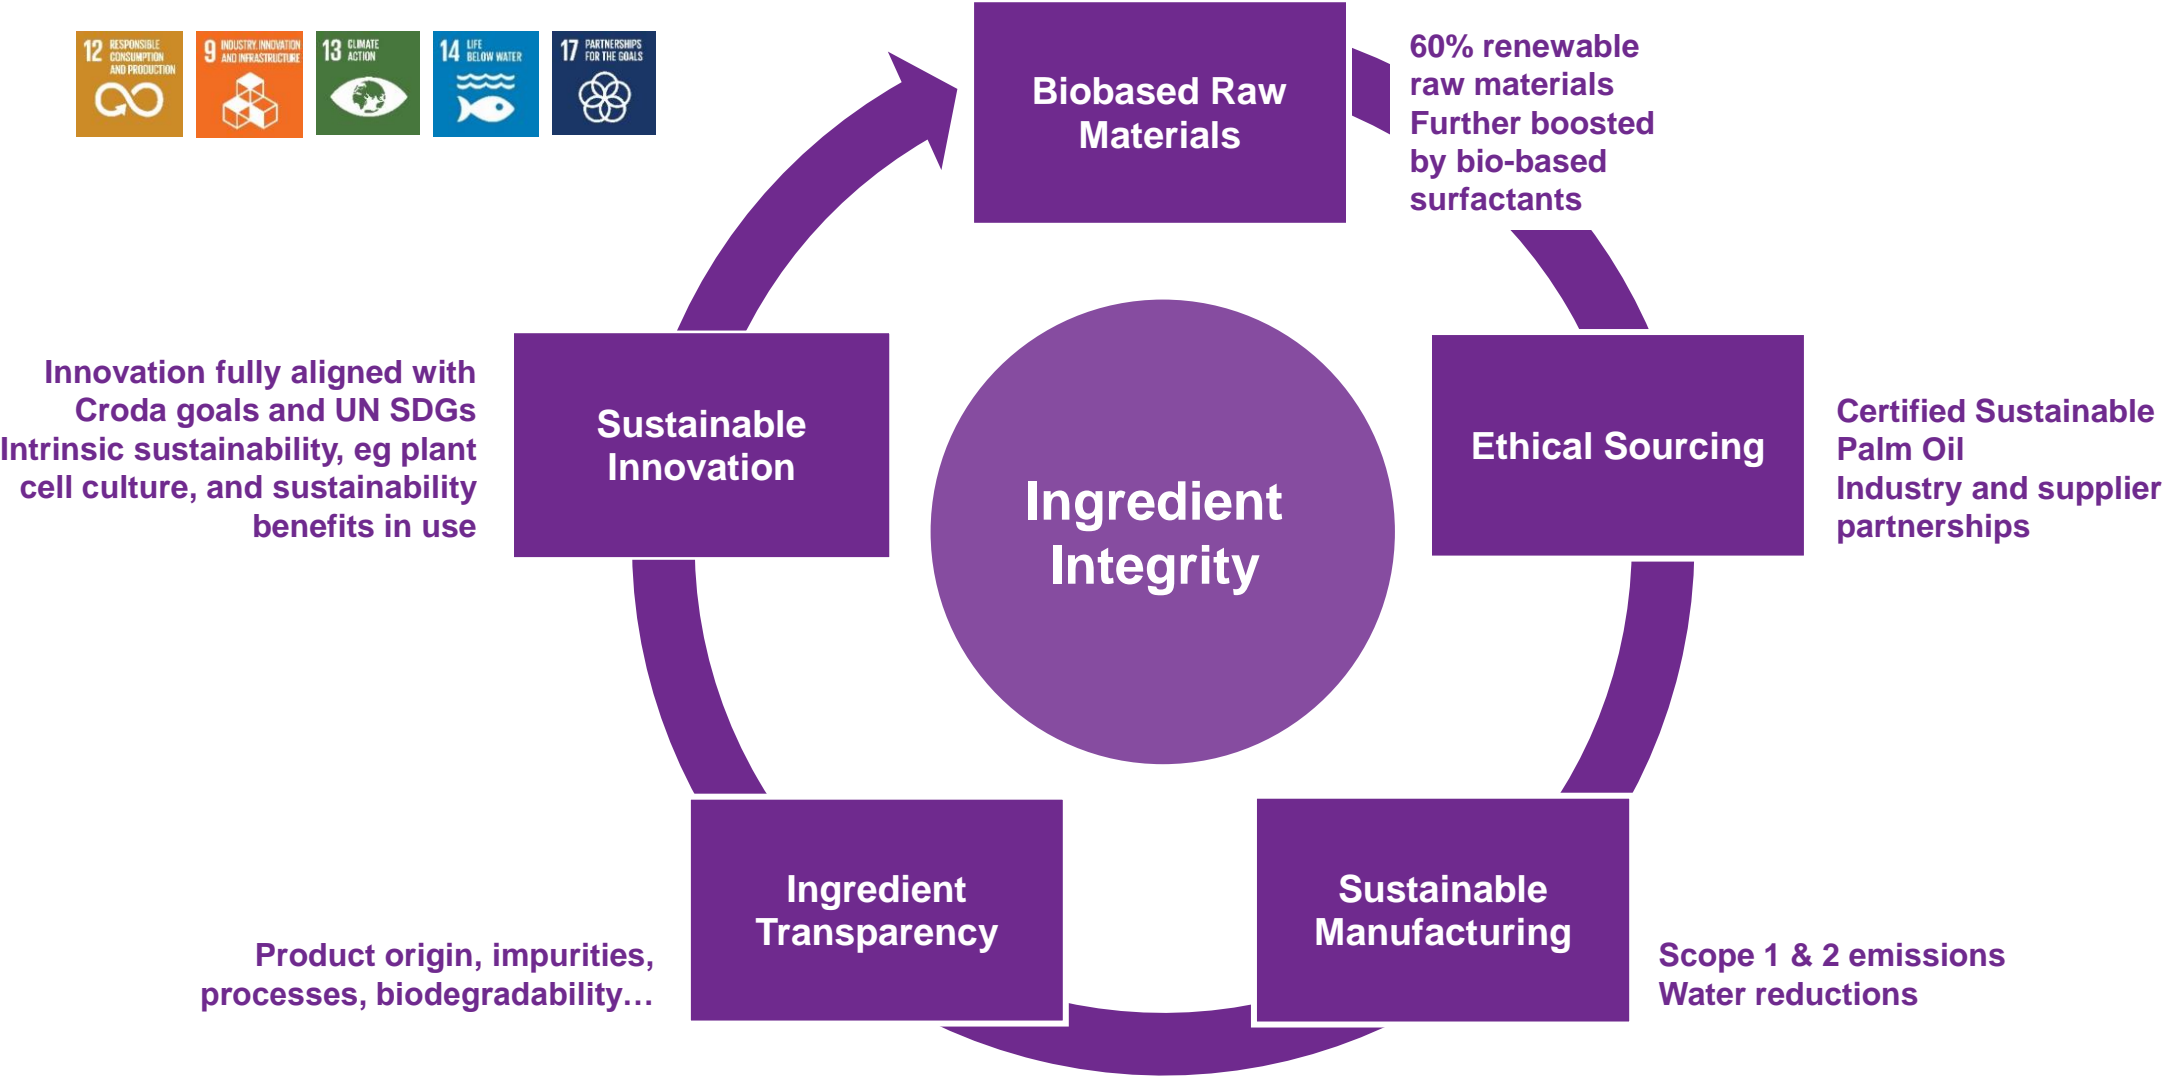 12 RESPONSIBLE
CONSUMPTION
AND PRODUCTION
9 INDUSTRY, INNOVATION
AND INFRASTRUCTURE
13 CLIMATE
ACTION
14 LIFE
BELOW WATER
17 PARTNERSHIPS
FOR THE GOALS
Biobased Raw
Materials
60% renewable
raw materials
Further boosted
by bio-based
surfactants
Ethical Sourcing
Certified Sustainable
Palm Oil
Industry and supplier
partnerships
Sustainable
Manufacturing
Scope 1 & 2 emissions
Water reductions
Ingredient
Transparency
Product origin, impurities,
processes, biodegradability…
Sustainable
Innovation
Innovation fully aligned with
Croda goals and UN SDGs
Intrinsic sustainability, eg plant
cell culture, and sustainability
benefits in use
Ingredient
Integrity